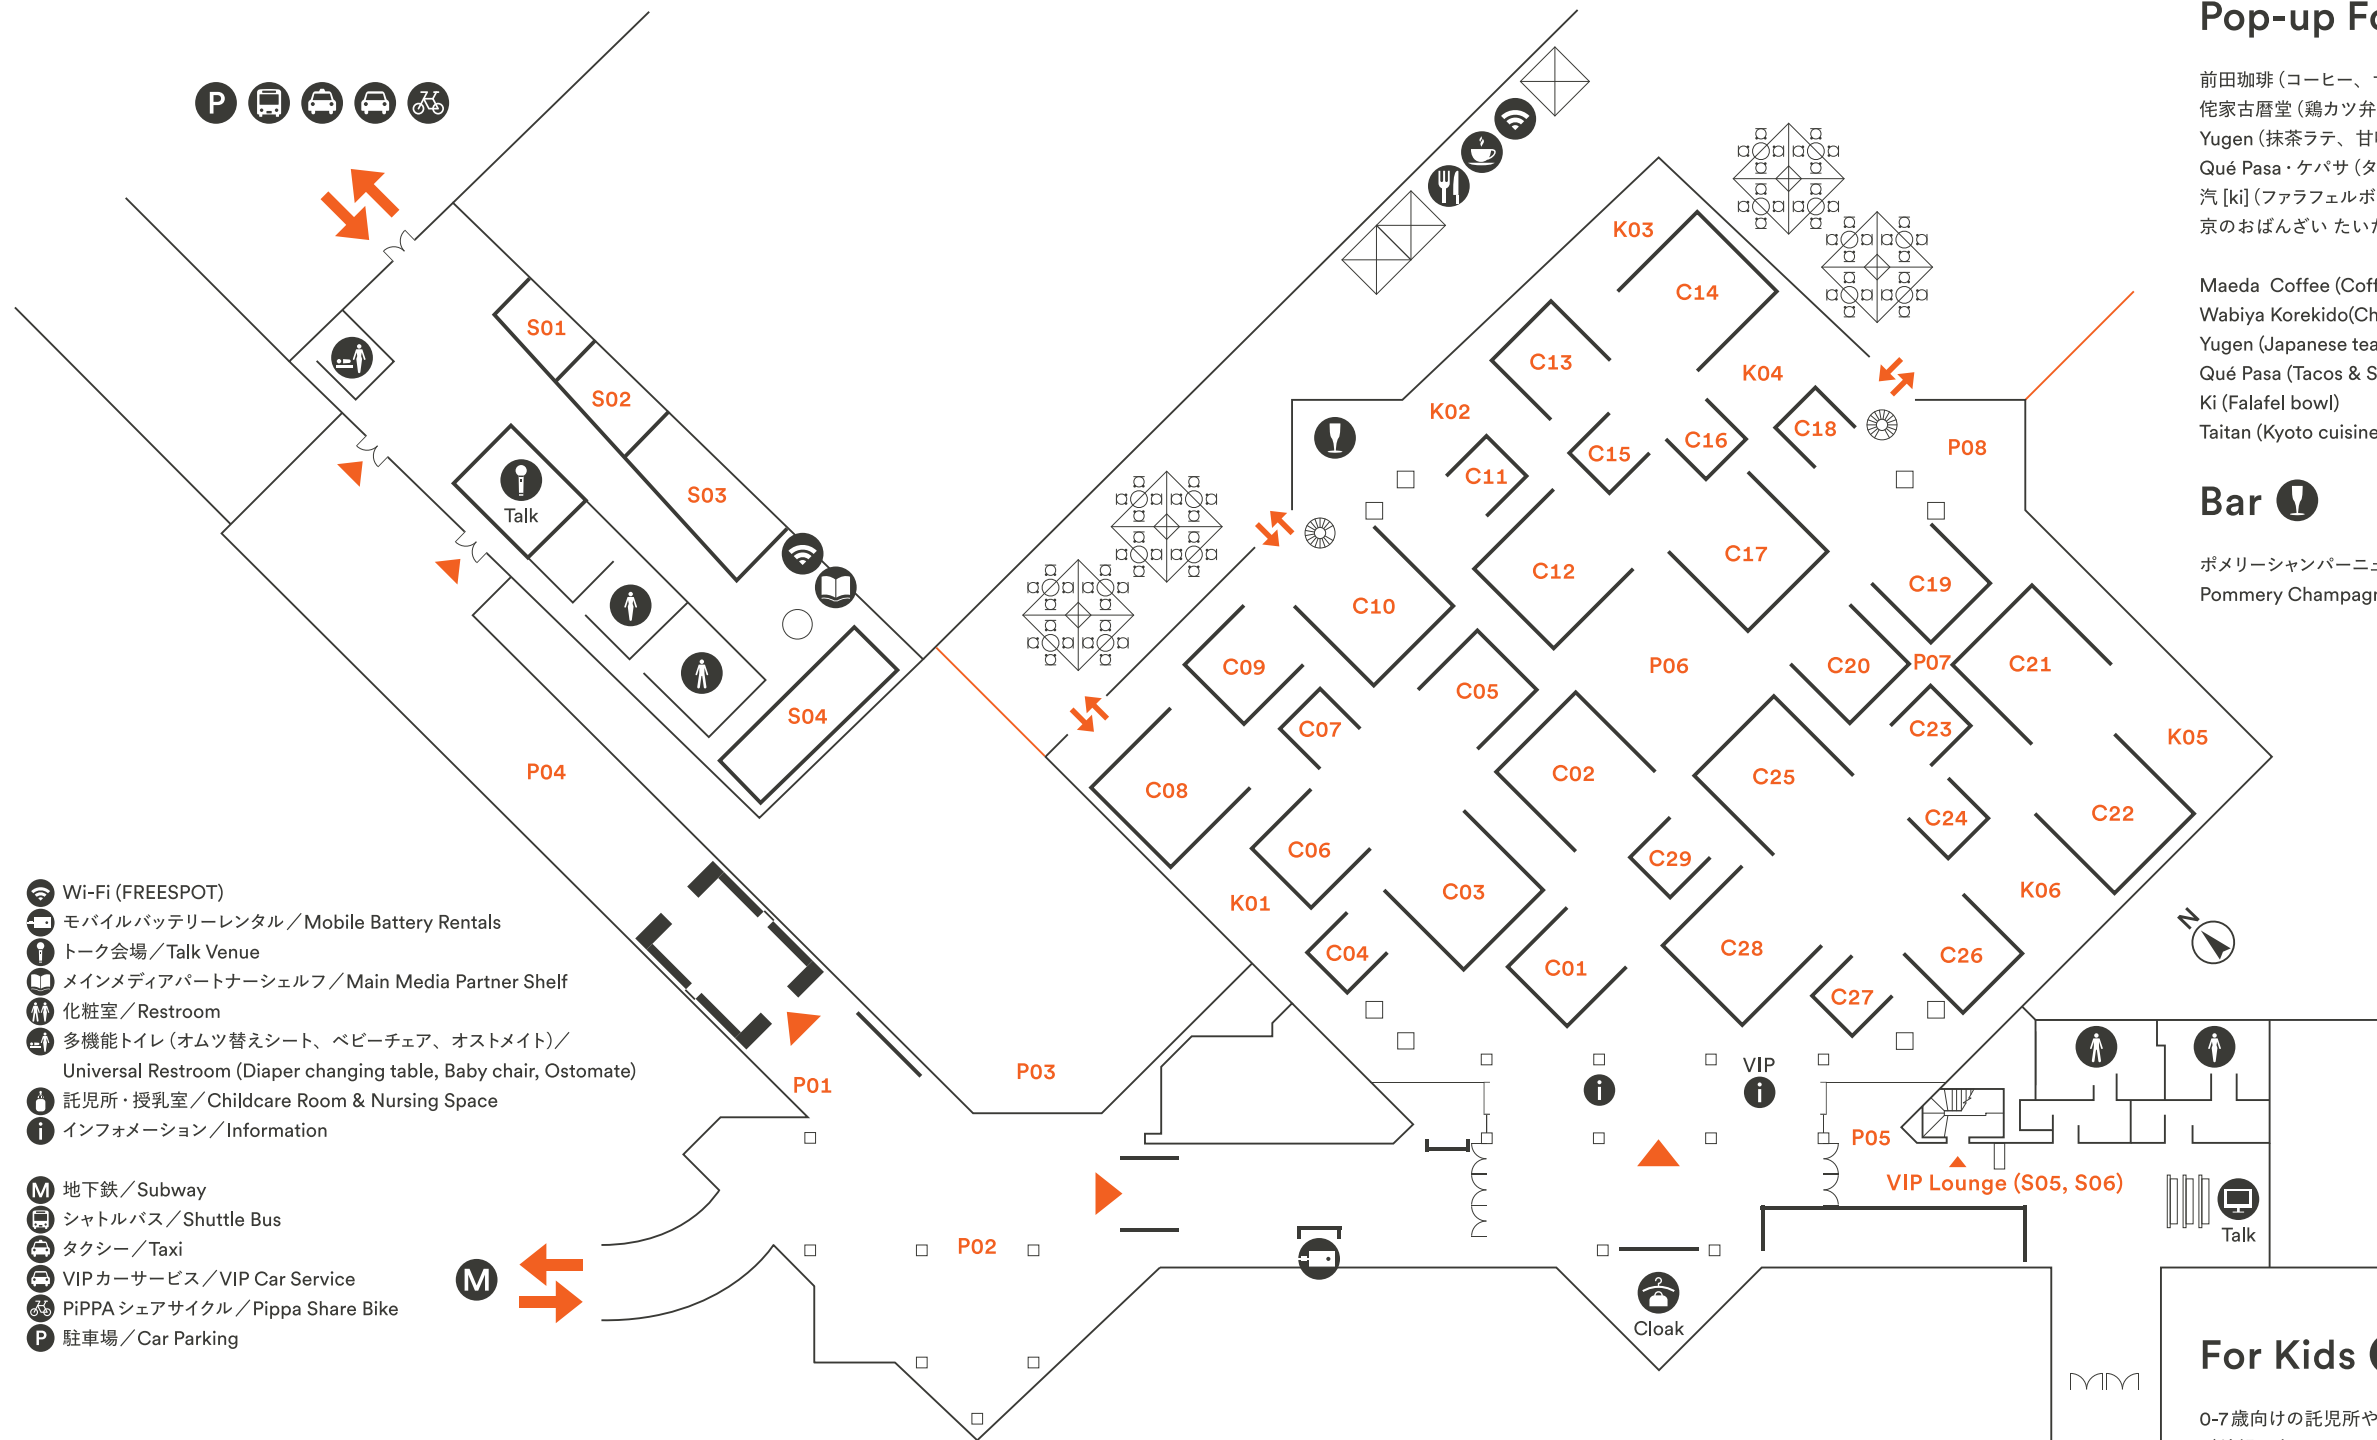 Pop-up
前田珈琲（コーヒー、
侘家古暦堂（鶏カツ弁
Yugen（抹茶ラテ、甘
Qué Pasa・ケパサ（タ
汽 [ki]（ファラフェルボ
京のおばんざい たいた
Maeda Coffee (Coff
Wabiya Korekido(Ch
Yugen (Japanese tea
Qué Pasa (Tacos & S
Ki (Falafel bowl)
Taitan (Kyoto cuisine
Bar
ポメリーシャンパーニュ
Pommery Champagn
P
K03
C14
S01
C13
K04
S02
K02
C18
C16
C15
P08
C11
S03
Talk
C17
C12
C19
C10
P06
C20
P07
C21
C09
C05
S04
C07
C23
K05
P04
C02
C25
C08
C22
C24
C06
C29
C03
K06
K01
N
C28
C04
C26
C01
C27
Wi-Fi (FREESPOT)
モバイルバッテリーレンタル／Mobile Battery Rentals
トーク会場／Talk Venue
メインメディアパートナーシェルフ／Main Media Partner Shelf
化粧室／Restroom
多機能トイレ（オムツ替えシート、ベビーチェア、オストメイト）／
Universal Restroom (Diaper changing table, Baby chair, Ostomate)
託児所・授乳室／Childcare Room & Nursing Space
i インフォメーション／Information
M 地下鉄／Subway
シャトルバス／Shuttle Bus
タクシー／Taxi
VIPカーサービス／VIP Car Service
PiPPAシェアサイクル／Pippa Share Bike
P 駐車場／Car Parking
P03
P01
VIP
i
i
P05
VIP Lounge (S05, S06)
Talk
P02
M
Cloak
For Kids
0-7歳向けの託児所や